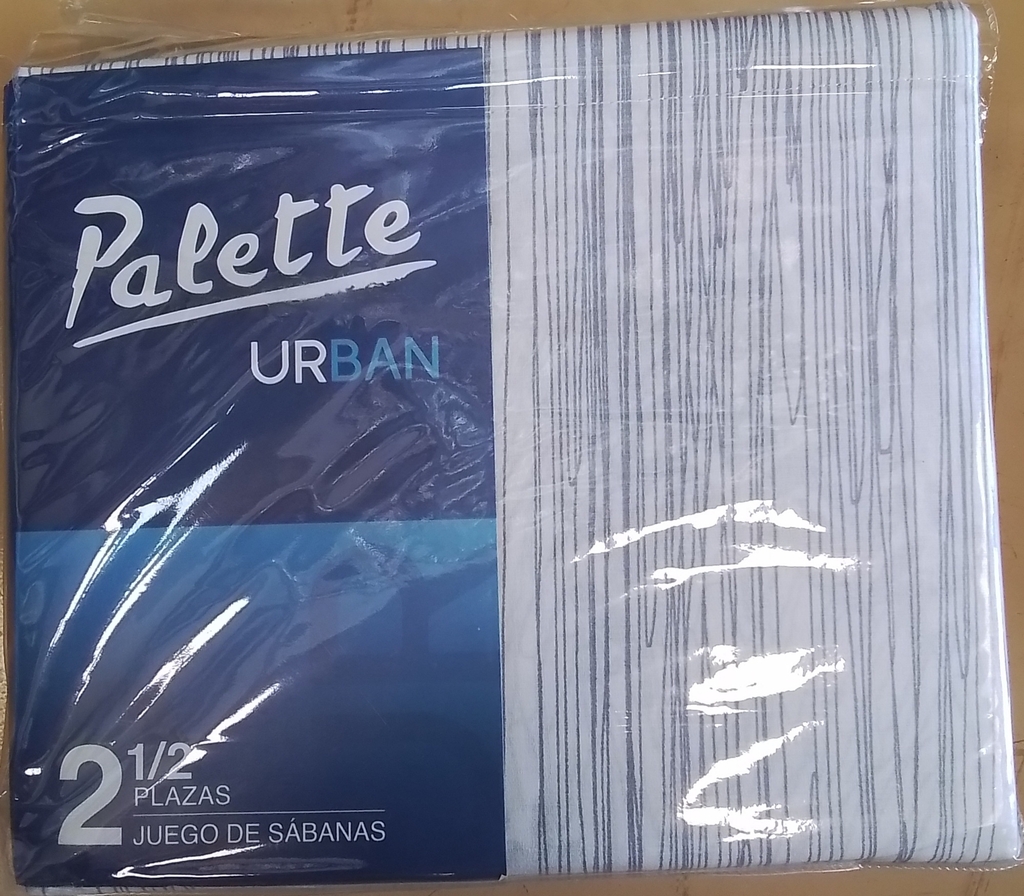 Palette
URBAN
2 1/2
PLAZAS
JUEGO DE SÁBANAS